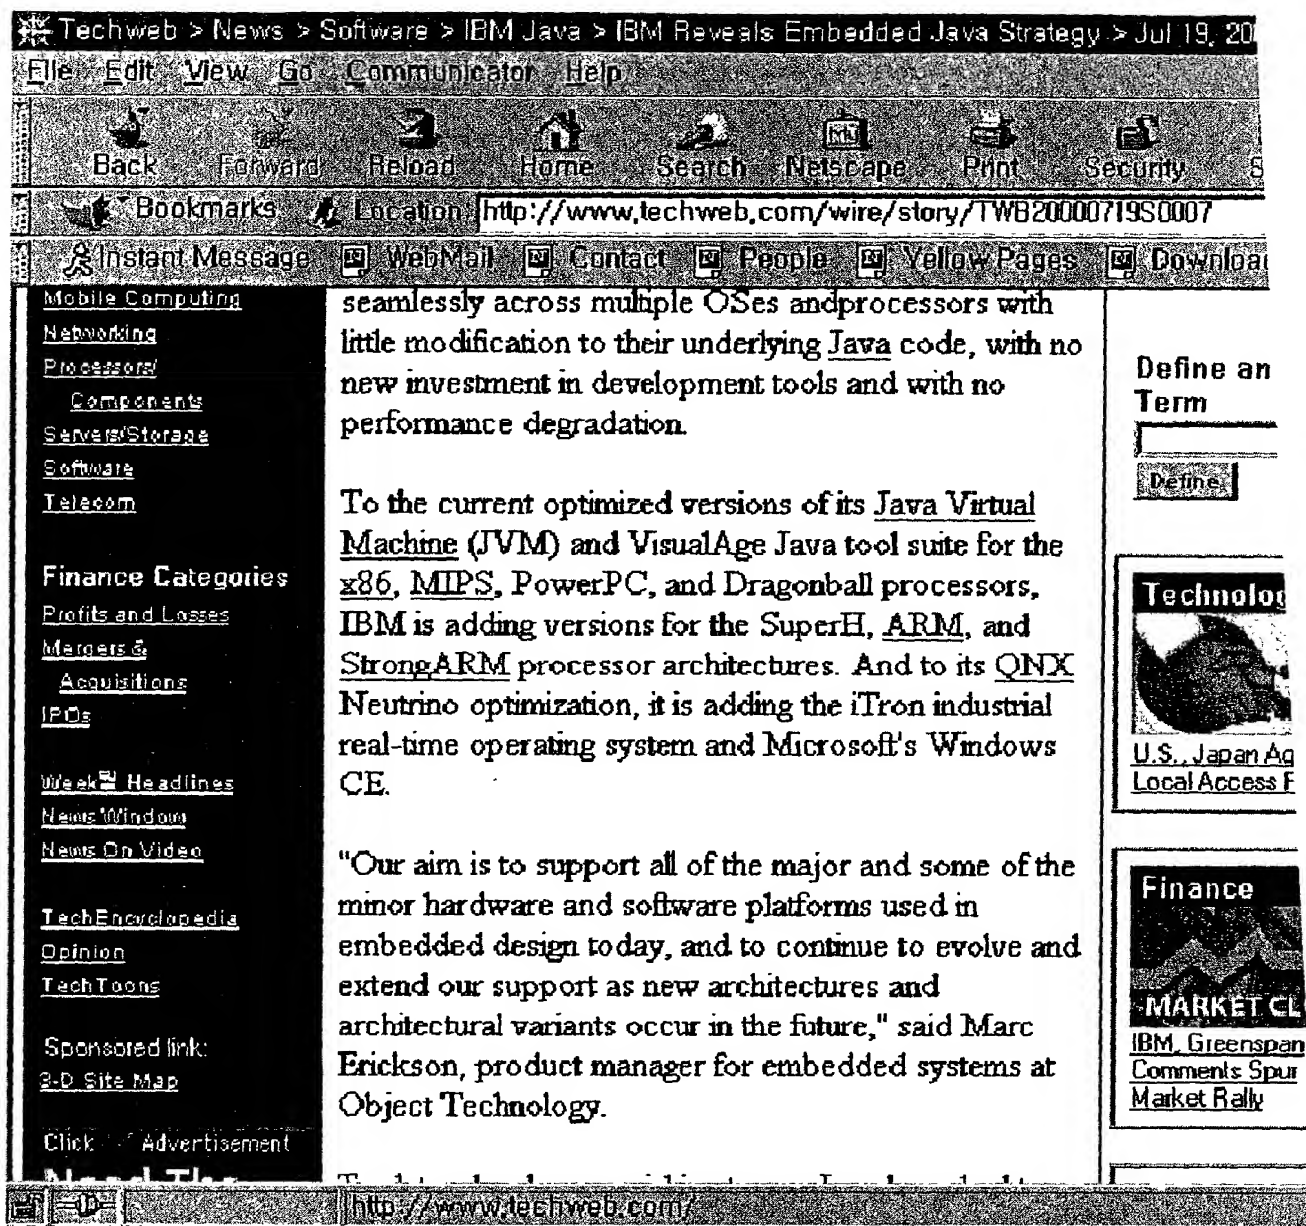 Techweb > News > Software > IBM Java > IBM Reveals Embedded Java Strategy > Jul 19, 20
File Edit View Go Communicator Help
Back Forward Reload Home Search Netscape Print Security S
Bookmarks Location http://www.techweb.com/wire/story/TWB20000719S0007
Instant Message WebMail Contact People Yellow Pages Downloa
Mobile Computing
Networking
Processors/
Components
Servers/Storage
Software
Telecom
Finance Categories
Profits and Losses
Mergers &
Acquisitions
IPOs
Week Headlines
News Window
News On Video
TechEncyclopedia
Opinion
TechToons
Sponsored link:
3-D Site Map
Click Advertisement
seamlessly across multiple OSes andprocessors with
little modification to their underlying Java code, with no
new investment in development tools and with no
performance degradation.
To the current optimized versions of its Java Virtual
Machine (JVM) and VisualAge Java tool suite for the
x86, MIPS, PowerPC, and Dragonball processors,
IBM is adding versions for the SuperH, ARM, and
StrongARM processor architectures. And to its QNX
Neutrino optimization, it is adding the iTron industrial
real-time operating system and Microsoft's Windows
CE.
"Our aim is to support all of the major and some of the
minor hardware and software platforms used in
embedded design today, and to continue to evolve and
extend our support as new architectures and
architectural variants occur in the future," said Marc
Erickson, product manager for embedded systems at
Object Technology.
Define an
Term
Define
Technolog
U.S., Japan Ag
Local Access F
Finance
MARKET CL
IBM, Greenspan
Comments Spur
Market Rally
http://www.techweb.com/